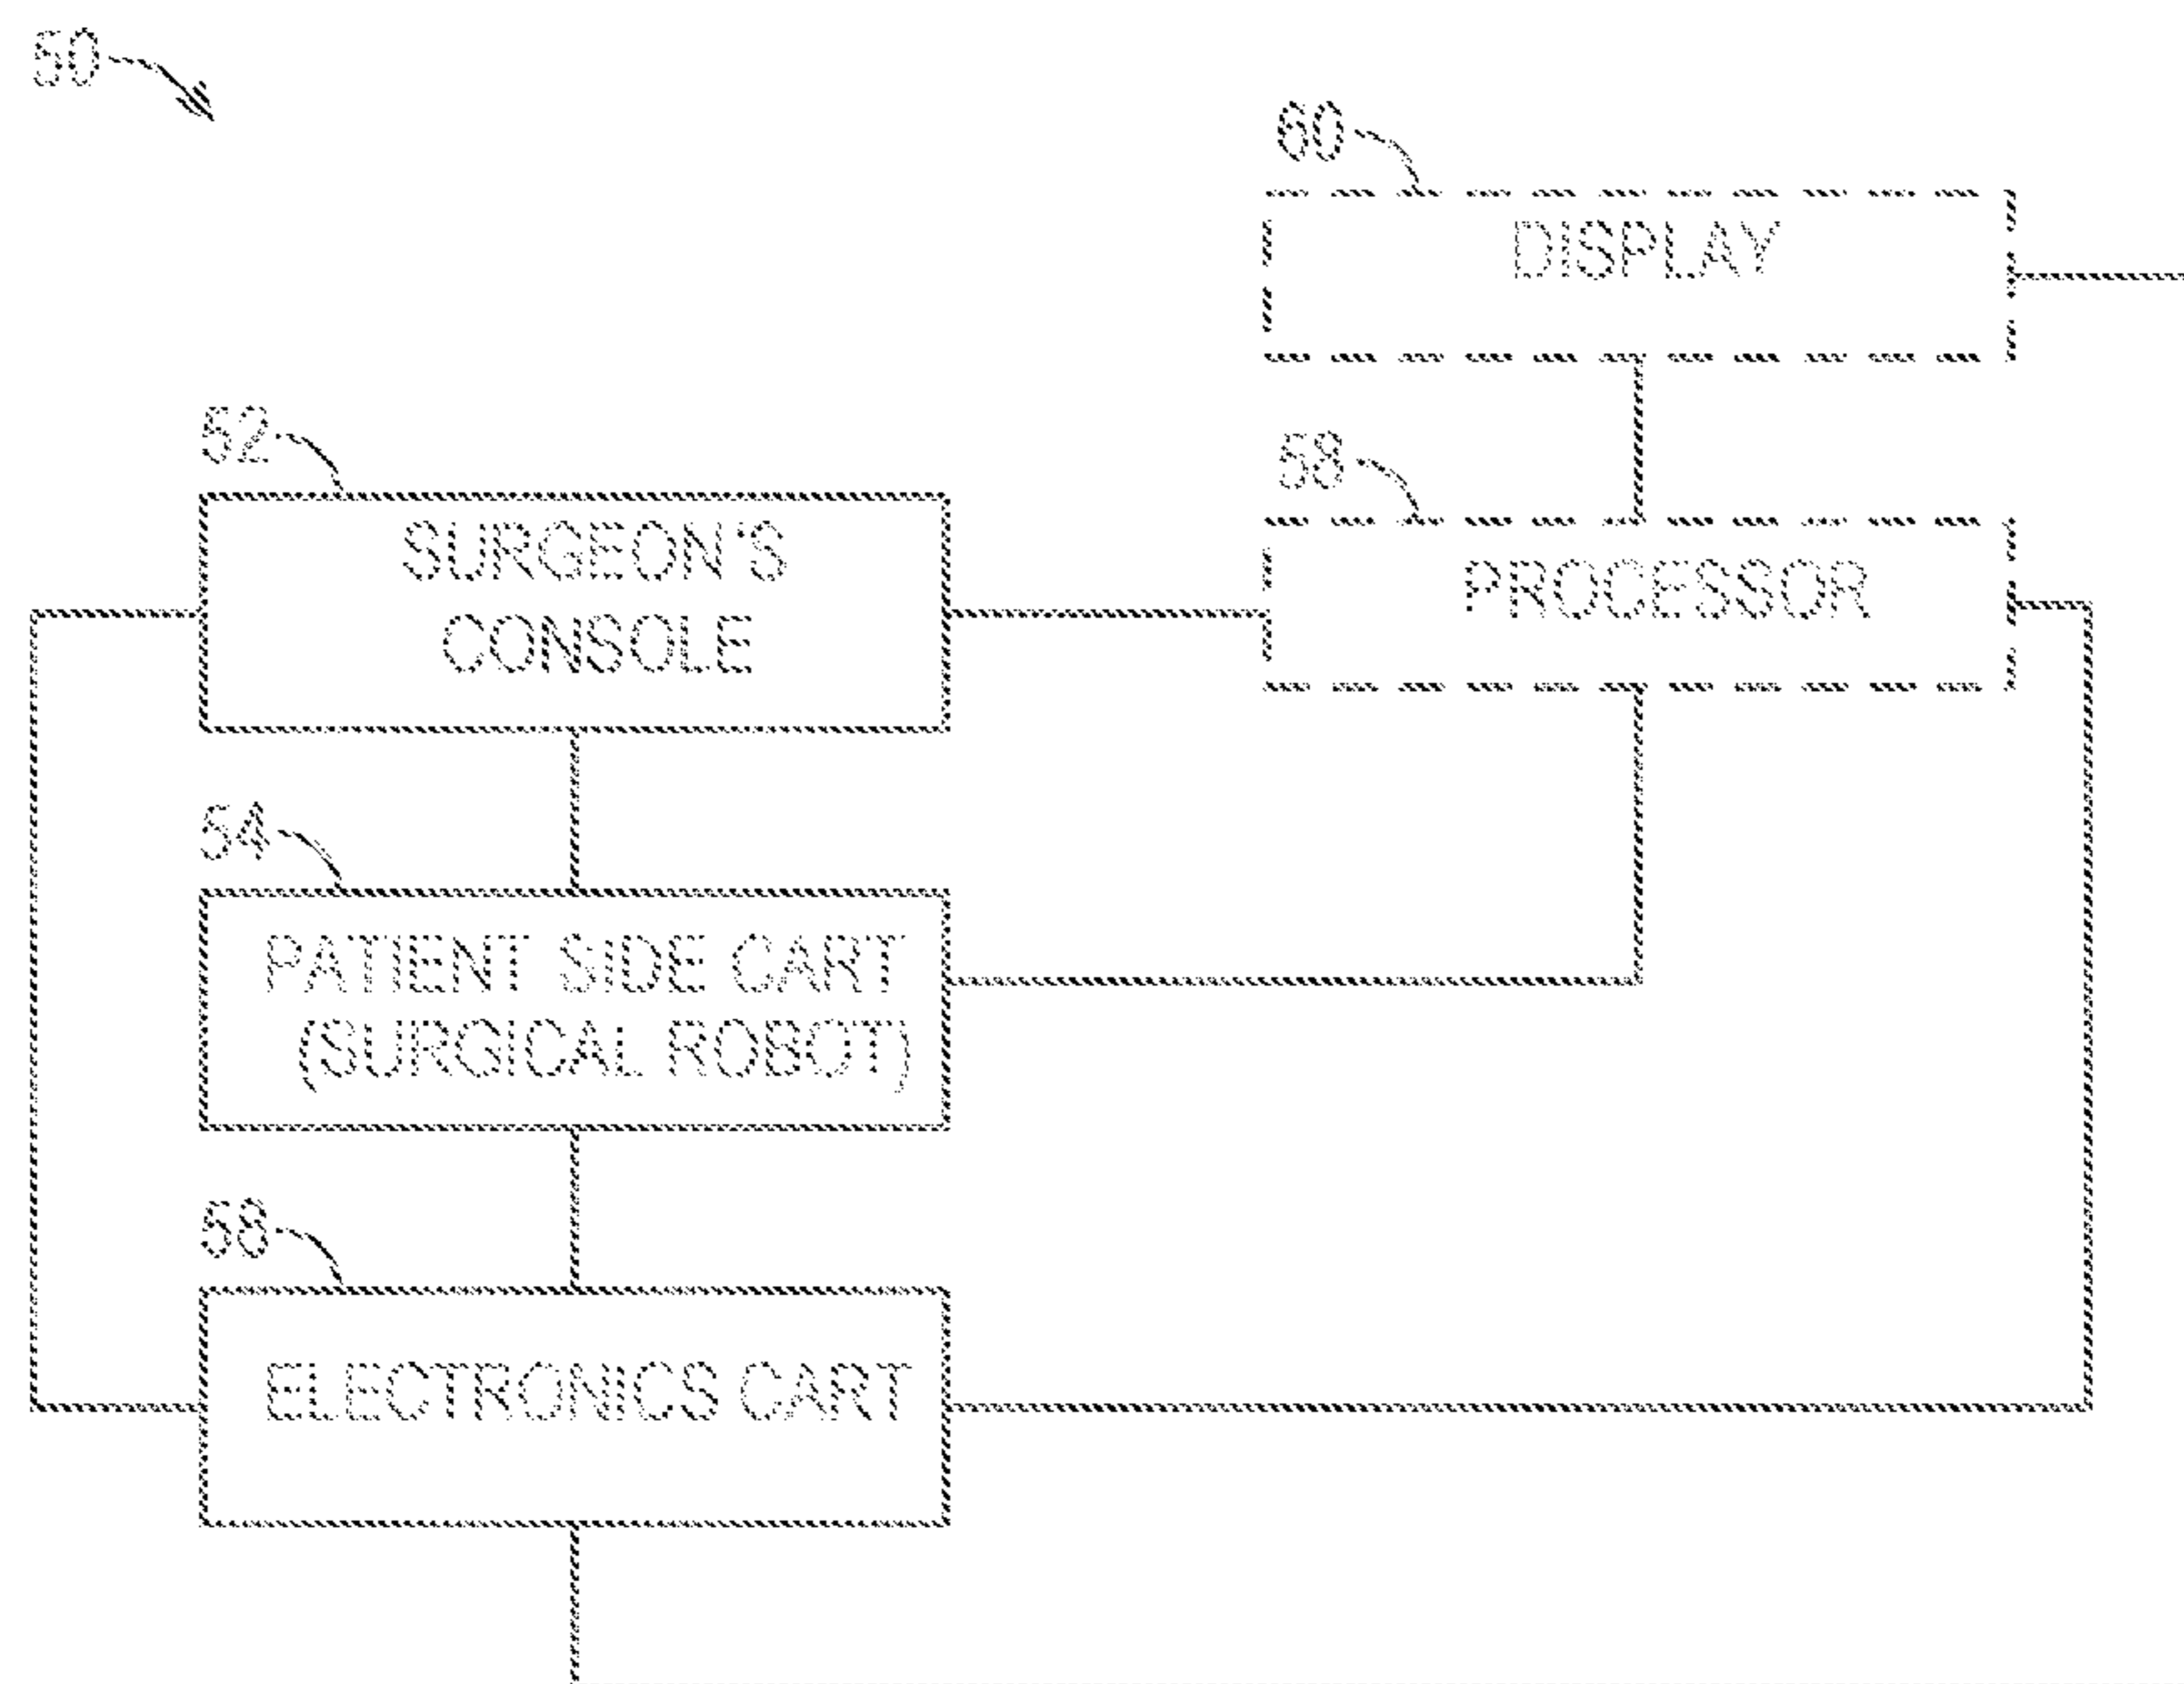 50
60
DISPLAY
52
58
SURGEON'S
CONSOLE
PROCESSOR
54
PATIENT SIDE CART
(SURGICAL ROBOT)
58
ELECTRONICS CART